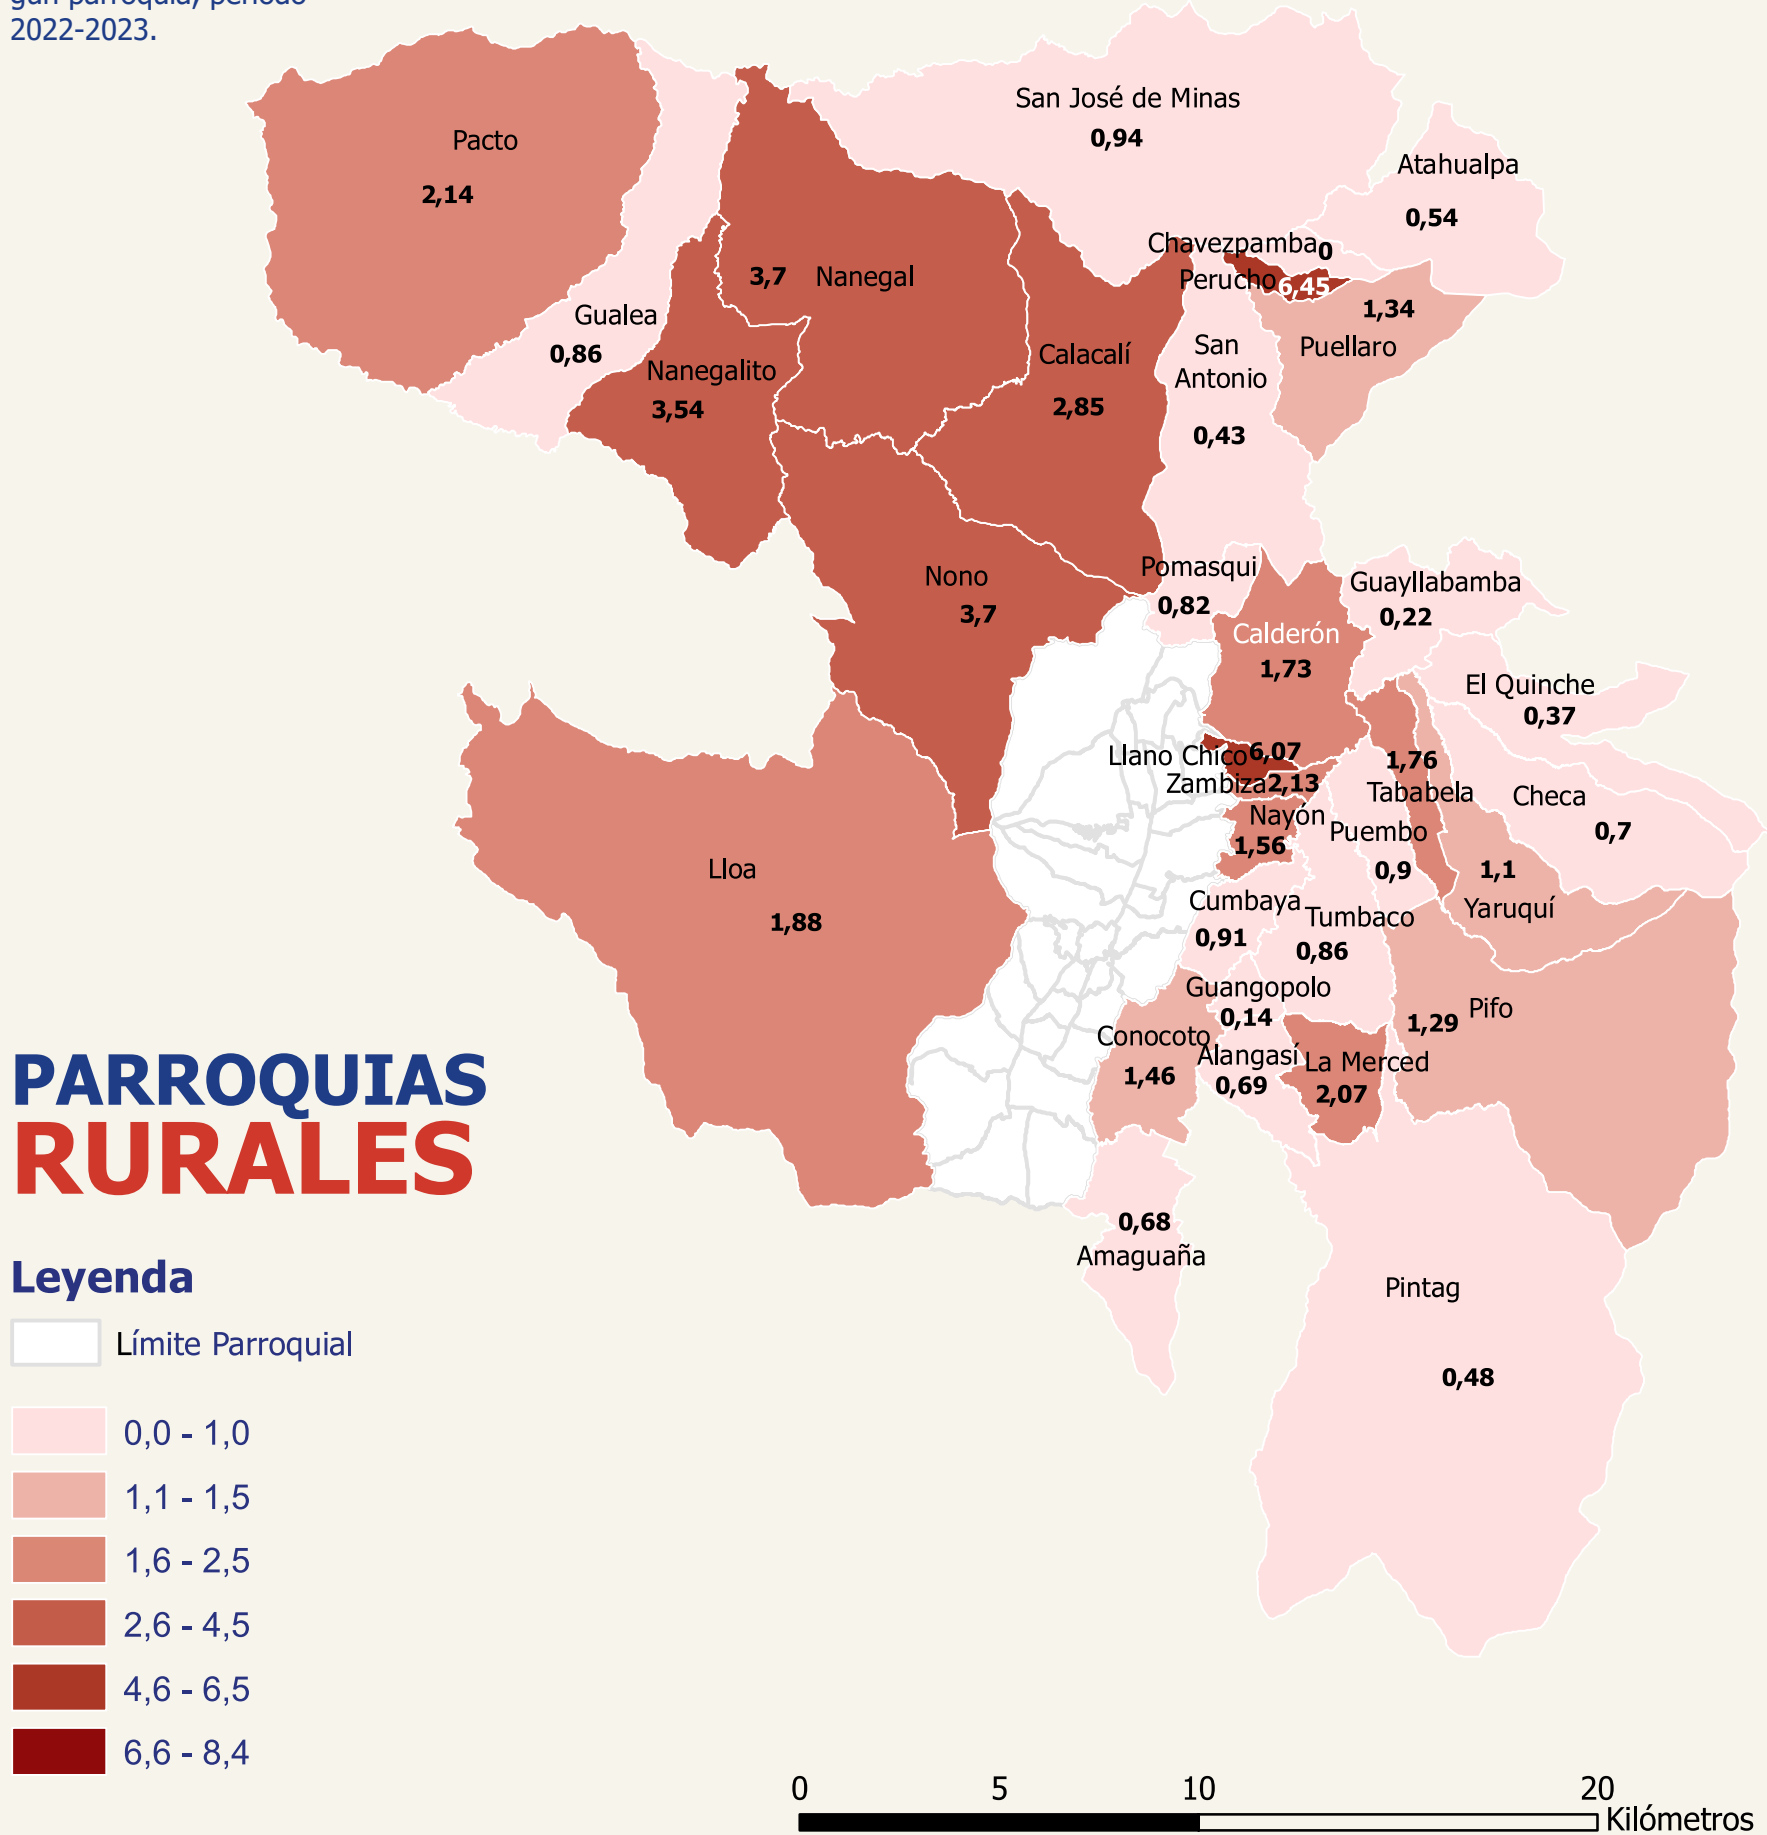 gún parroquia, período
2022-2023.
San José de Minas
0,94
Pacto
2,14
Atahualpa
0,54
Chavezpamba 0
Perucho 6,45
3,7 Nanegal
1,34
Puellaro
Gualea
0,86
Nanegalito
3,54
Calacalí
2,85
San
Antonio
0,43
Nono
3,7
Pomasqui
0,82
Guayllabamba
0,22
Calderón
1,73
El Quinche
0,37
Llano Chico 6,07
Zambiza 2,13
1,76
Tababela
Checa
0,7
Nayón
1,56
Puembo
0,9
1,1
Yaruquí
Lloa
1,88
Cumbaya
0,91
Tumbaco
0,86
Guangopolo
0,14
Pifo
1,29
Conocoto
1,46
Alangasí
0,69
La Merced
2,07
PARROQUIAS
RURALES
0,68
Amaguaña
Pintag
0,48
Leyenda
Límite Parroquial
0,0 - 1,0
1,1 - 1,5
1,6 - 2,5
2,6 - 4,5
4,6 - 6,5
6,6 - 8,4
0 5 10 20
Kilómetros